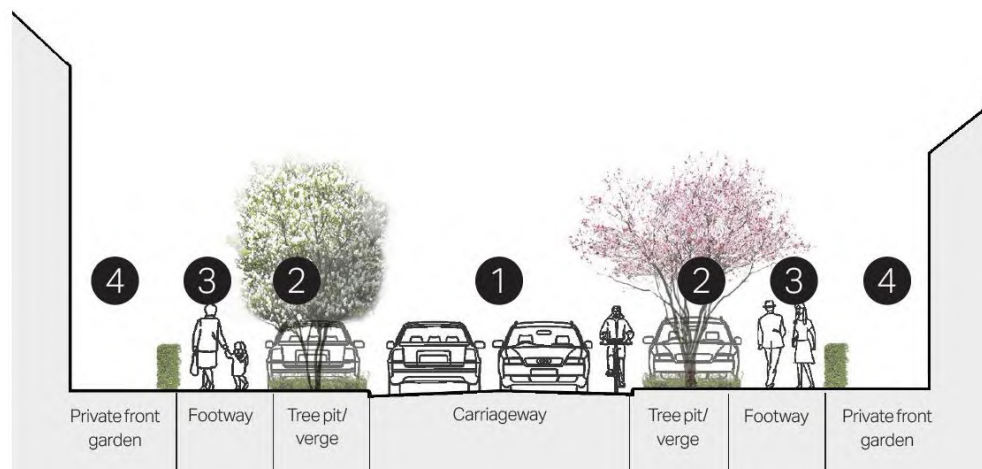 4
3
2
1
2
3
4
Private front
garden
Footway
Tree pit/
verge
Carriageway
Tree pit/
verge
Footway
Private front
garden